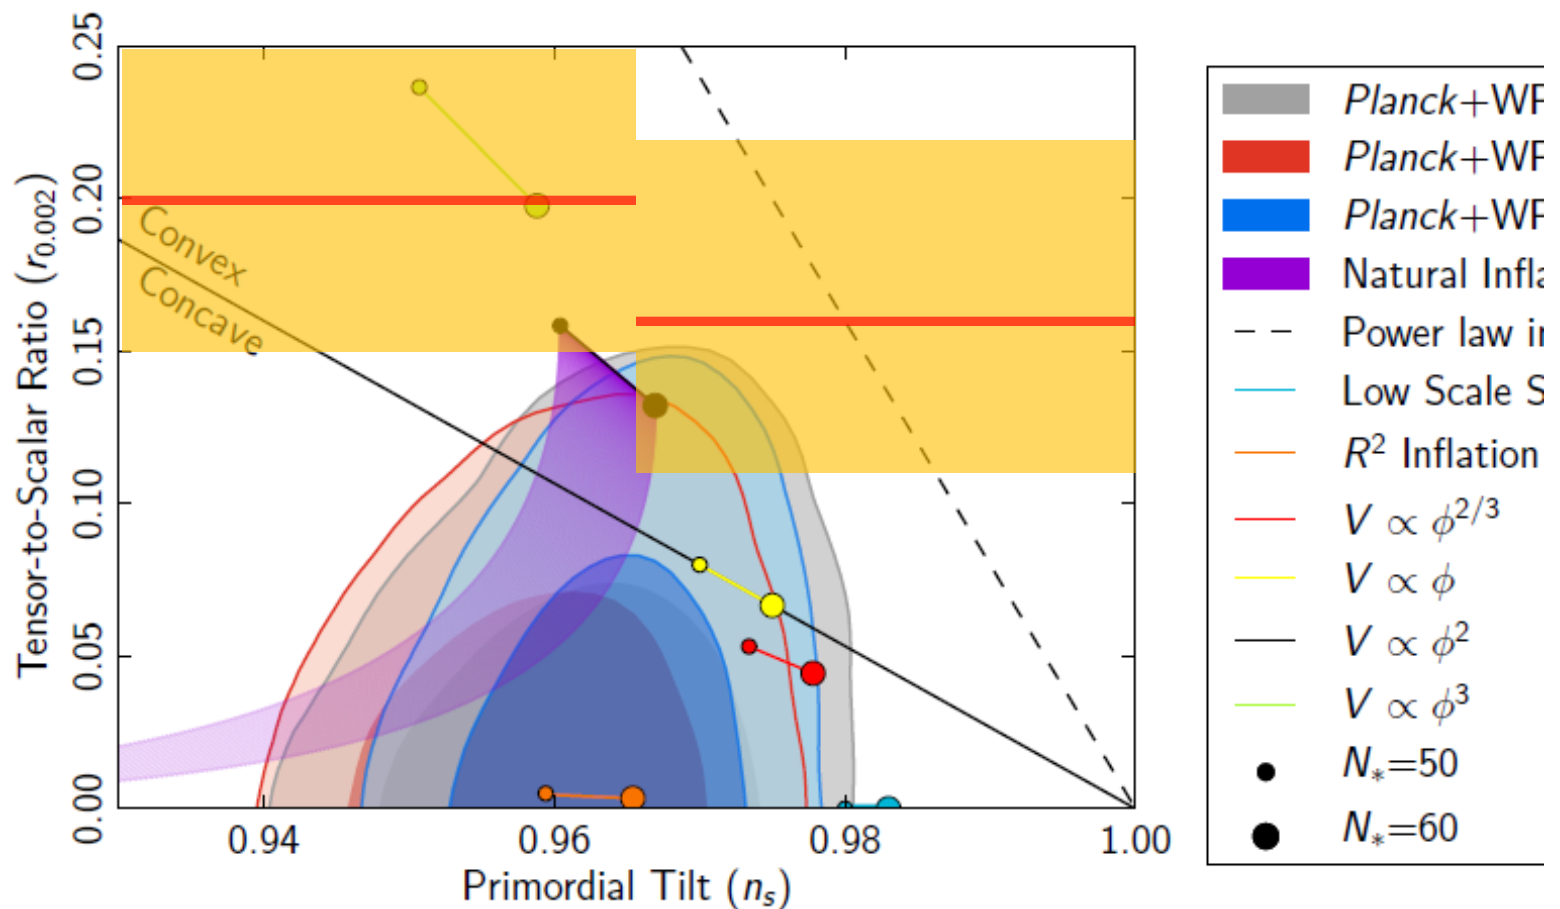 Tensor-to-Scalar Ratio (r₀.₀₀₂)
0.25
0.20
0.15
0.10
0.05
0.00
Convex
Concave
0.94 0.96 0.98 1.00
Primordial Tilt (nₛ)
Planck+WP
Planck+WP
Planck+WP
Natural Infla
Power law in
Low Scale S
R² Inflation
V ∝ ϕ²ᐟ³
V ∝ ϕ
V ∝ ϕ²
V ∝ ϕ³
N*=50
N*=60